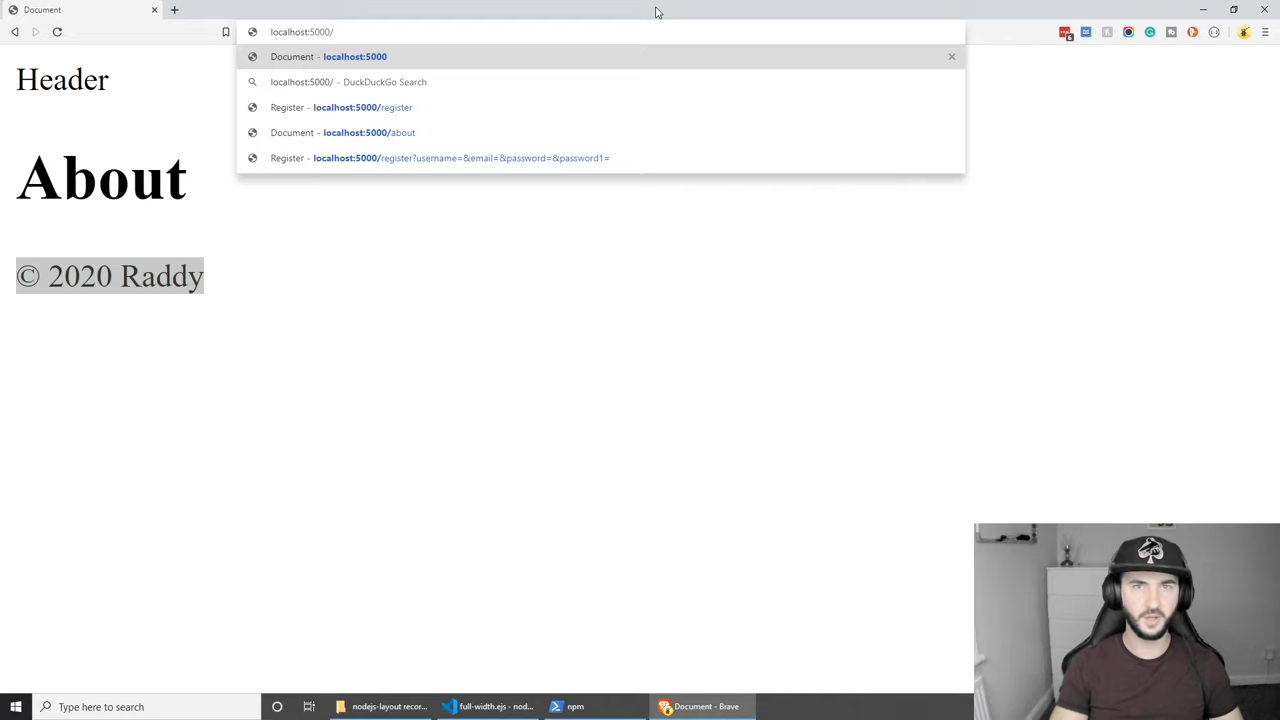 Document
localhost:5000/
Document - localhost:5000
localhost:5000/ - DuckDuckGo Search
Register - localhost:5000/register
Document - localhost:5000/about
Register - localhost:5000/register?username=&email=&password=&password1=
Header
About
© 2020 Raddy
5
Type here to search
nodejs-layout recor...
full-width.ejs - nod...
npm
Document - Brave